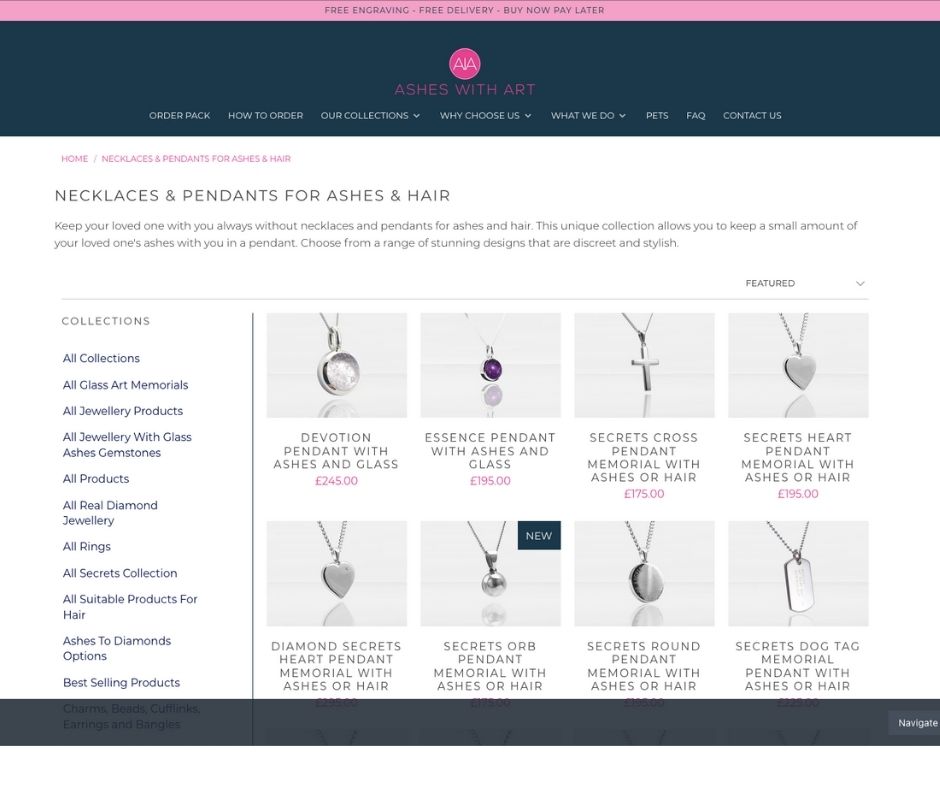 FREE ENGRAVING - FREE DELIVERY - BUY NOW PAY LATER
AIA
ASHES WITH ART
ORDER PACK HOW TO ORDER OUR COLLECTIONS WHY CHOOSE US WHAT WE DO PETS FAQ CONTACT US
HOME / NECKLACES & PENDANTS FOR ASHES & HAIR
NECKLACES & PENDANTS FOR ASHES & HAIR
Keep your loved one with you always without necklaces and pendants for ashes and hair. This unique collection allows you to keep a small amount of
your loved one's ashes with you in a pendant. Choose from a range of stunning designs that are discreet and stylish.
FEATURED
COLLECTIONS
All Collections
All Glass Art Memorials
All Jewellery Products
All Jewellery With Glass
Ashes Gemstones
All Products
All Real Diamond
Jewellery
All Rings
All Secrets Collection
All Suitable Products For
Hair
Ashes To Diamonds
Options
Best Selling Products
Charms, Beads, Cufflinks,
Earrings and Bangles
DEVOTION
PENDANT WITH
ASHES AND GLASS
£245.00
ESSENCE PENDANT
WITH ASHES AND
GLASS
£195.00
SECRETS CROSS
PENDANT
MEMORIAL WITH
ASHES OR HAIR
£175.00
SECRETS HEART
PENDANT
MEMORIAL WITH
ASHES OR HAIR
£195.00
DIAMOND SECRETS
HEART PENDANT
MEMORIAL WITH
ASHES OR HAIR
£295.00
NEW
SECRETS ORB
PENDANT
MEMORIAL WITH
ASHES OR HAIR
£175.00
SECRETS ROUND
PENDANT
MEMORIAL WITH
ASHES OR HAIR
£195.00
SECRETS DOG TAG
MEMORIAL
PENDANT WITH
ASHES OR HAIR
£225.00
Navigate